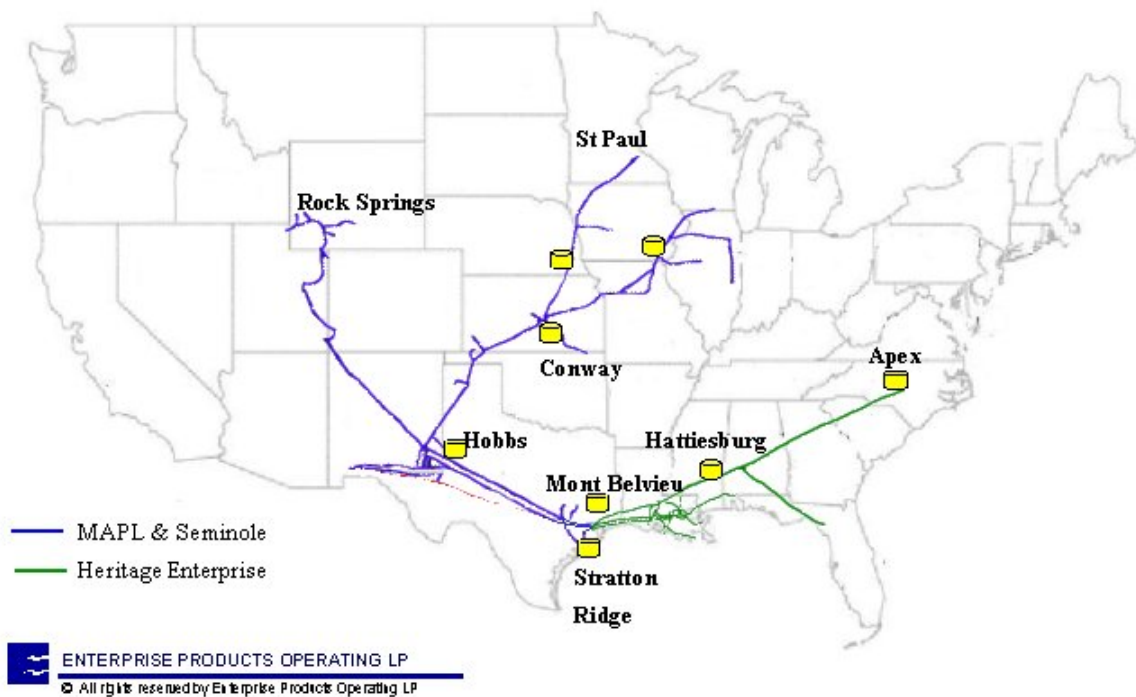 St Paul
Rock Springs
Conway
Apex
Hobbs
Hattiesburg
Mont Belvieu
MAPL & Seminole
Heritage Enterprise
Stratton
Ridge
ENTERPRISE PRODUCTS OPERATING LP
© All rights reserved by Enterprise Products Operating LP